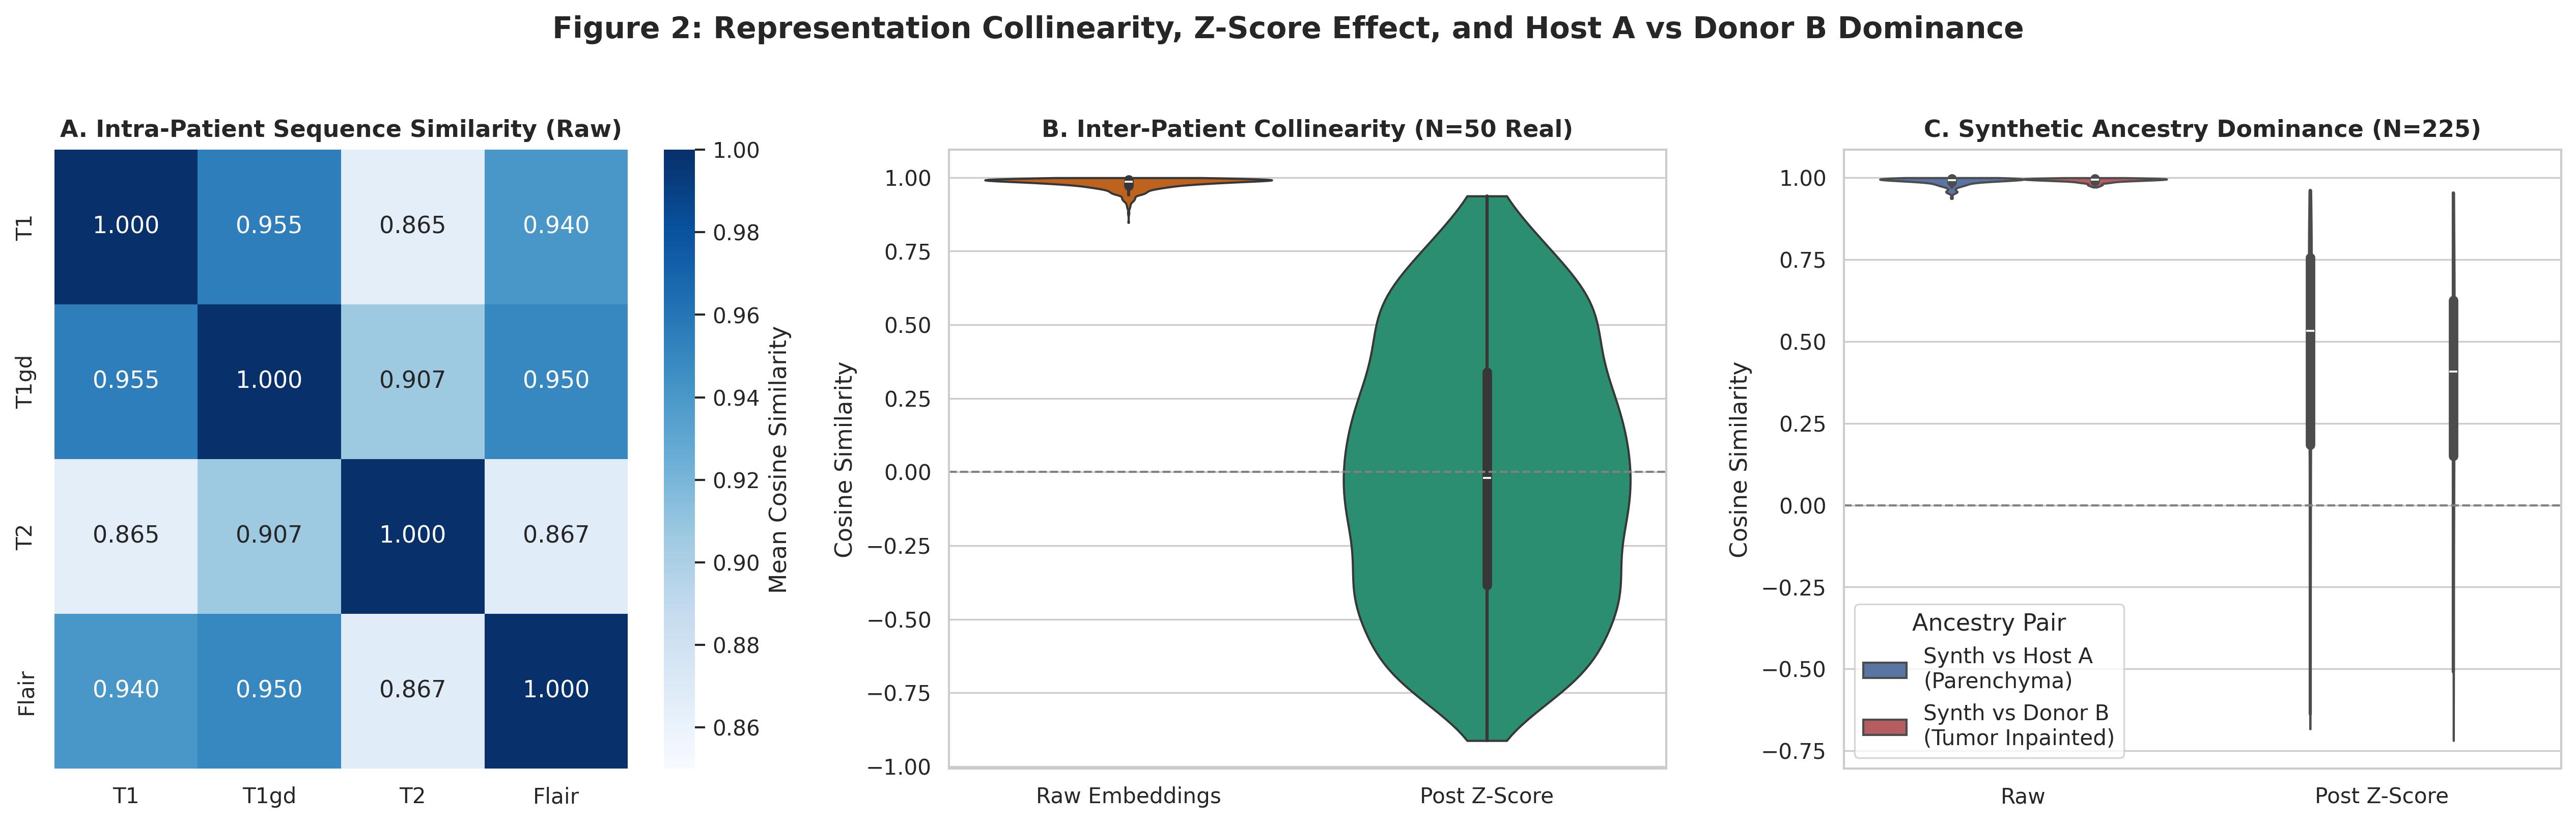 Figure 2: Representation Collinearity, Z-Score Effect, and Host A vs Donor B Dominance
A. Intra-Patient Sequence Similarity (Raw)
T1
T1gd
T2
Flair
1.000 0.955 0.865 0.940
0.955 1.000 0.907 0.950
0.865 0.907 1.000 0.867
0.940 0.950 0.867 1.000
T1 T1gd T2 Flair
1.00
0.98
0.96
0.94
0.92
0.90
0.88
0.86
Mean Cosine Similarity
B. Inter-Patient Collinearity (N=50 Real)
Cosine Similarity
1.00
0.75
0.50
0.25
0.00
−0.25
−0.50
−0.75
−1.00
Raw Embeddings Post Z-Score
C. Synthetic Ancestry Dominance (N=225)
Cosine Similarity
1.00
0.75
0.50
0.25
0.00
−0.25
−0.50
−0.75
Ancestry Pair
Synth vs Host A
(Parenchyma)
Synth vs Donor B
(Tumor Inpainted)
Raw Post Z-Score